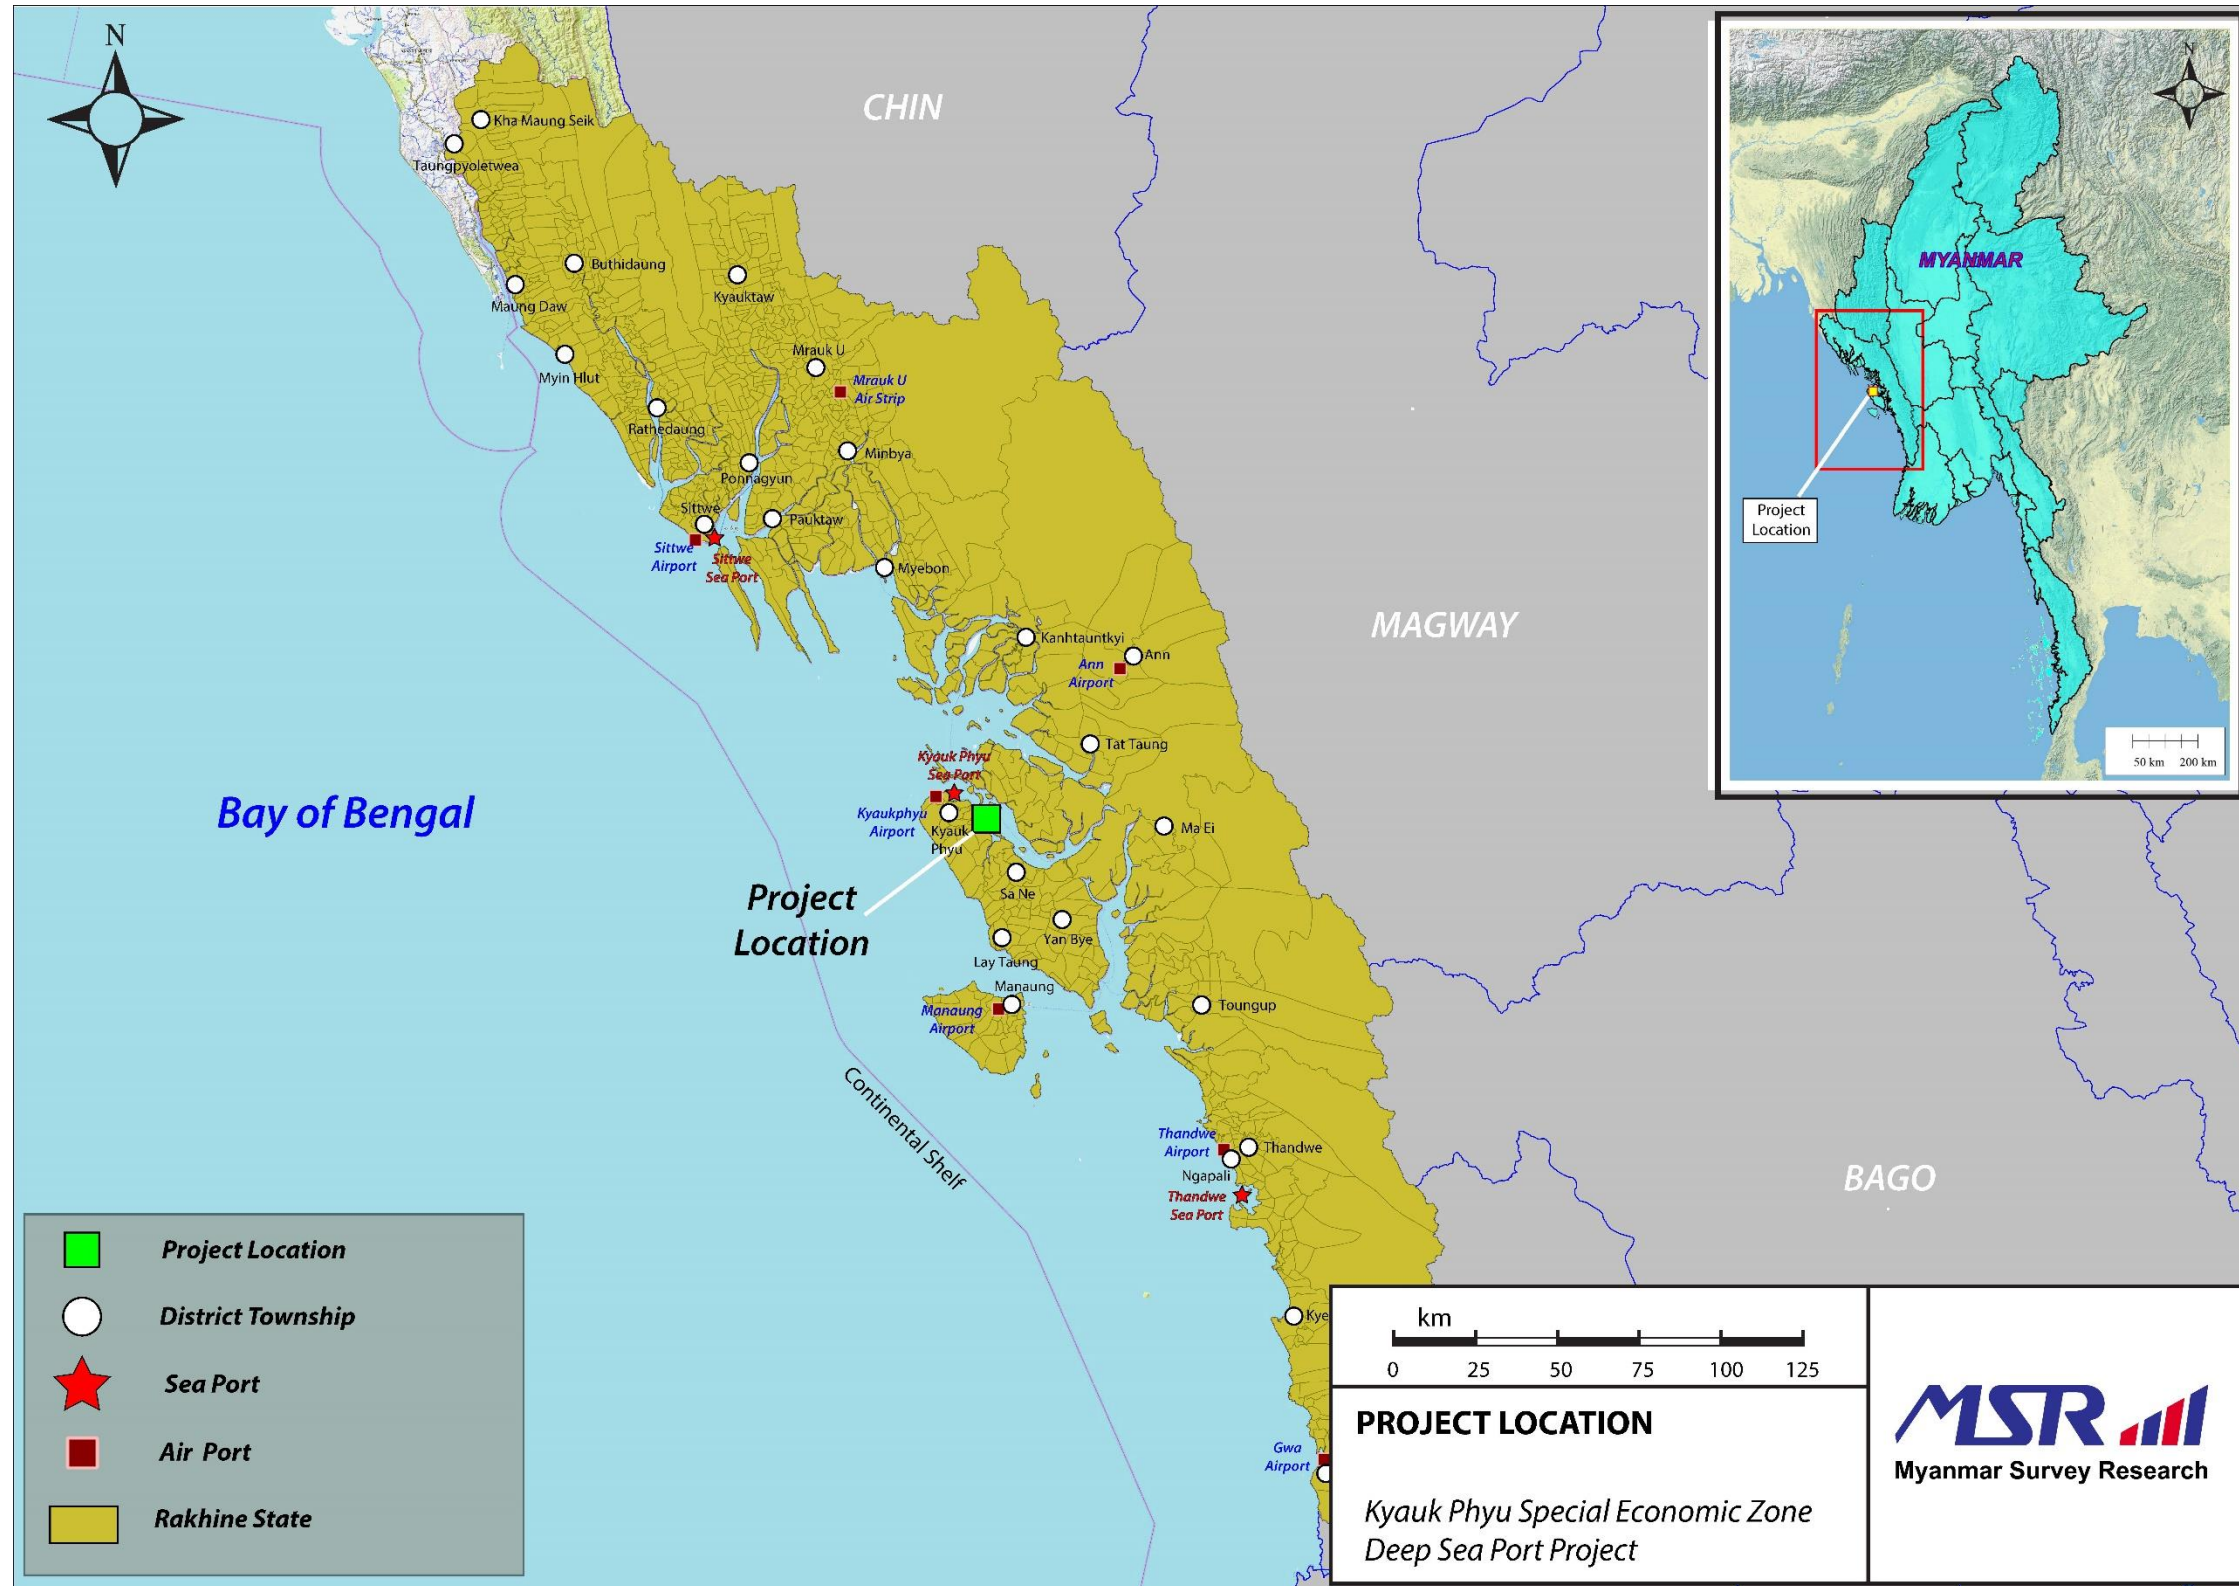 N
CHIN
Kha Maung Seik
Taungpyoletwea
Buthidaung
Maung Daw
Kyauktaw
Myin Hlut
Mrauk U
Mrauk U
Air Strip
Rathedaung
Minbya
Ponnagyun
Sittwe
Pauktaw
Sittwe
Airport
Sittwe
Sea Port
Myebon
MAGWAY
Kanhtauntkyi
Ann
Ann
Airport
Tat Taung
Kyauk Phyu
Sea Port
Kyaukphyu
Airport
Kyauk
Phyu
Ma Ei
Bay of Bengal
Project
Location
Sa Ne
Yan Bye
Lay Taung
Manaung
Manaung
Airport
Toungup
Continental Shelf
Thandwe
Airport
Thandwe
Ngapali
Thandwe
Sea Port
BAGO
Kye
Gwa
Airport
N
MYANMAR
Project
Location
50 km 200 km
Project Location
District Township
Sea Port
Air Port
Rakhine State
km
0 25 50 75 100 125
PROJECT LOCATION
Kyauk Phyu Special Economic Zone
Deep Sea Port Project
MSR
Myanmar Survey Research